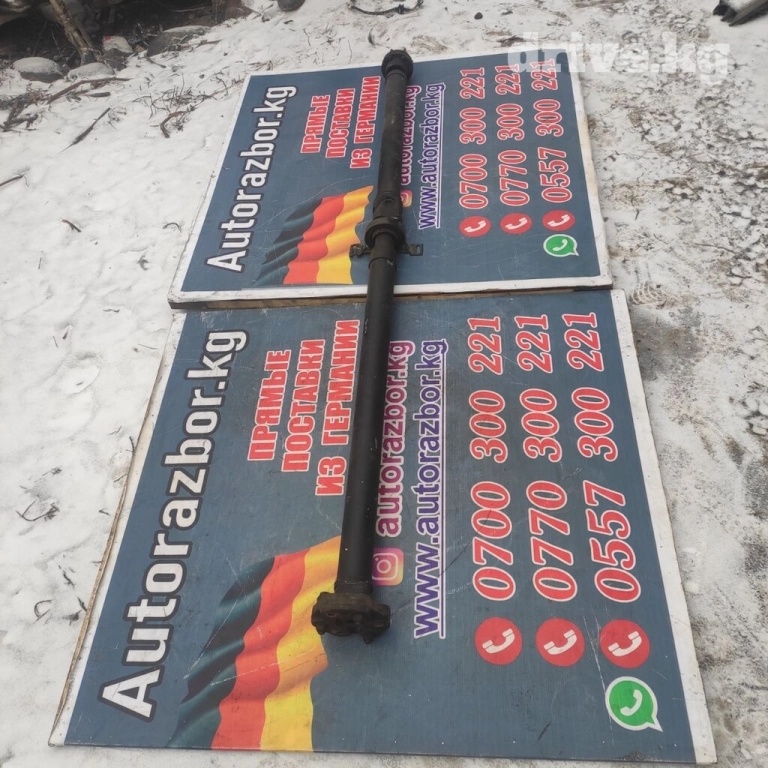 drive.kg
Autorazbor.kg
ПРЯМЫЕ
ПОСТАВКИ
ИЗ ГЕРМАНИИ
autorazbor.kg
www.autorazbor.kg
0700 300 221
0770 300 221
0557 300 221
Autorazbor.kg
ПРЯМЫЕ
ПОСТАВКИ
ИЗ ГЕРМАНИИ
autorazbor.kg
www.autorazbor.kg
0700 300 221
0770 300 221
0557 300 221